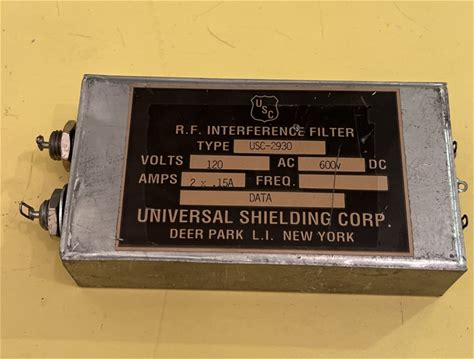 USC
R.F. INTERFERENCE FILTER
TYPE USC-2930
VOLTS 120 AC 600V DC
AMPS 2 x .15A FREQ.
DATA
UNIVERSAL SHIELDING CORP.
DEER PARK L.I. NEW YORK